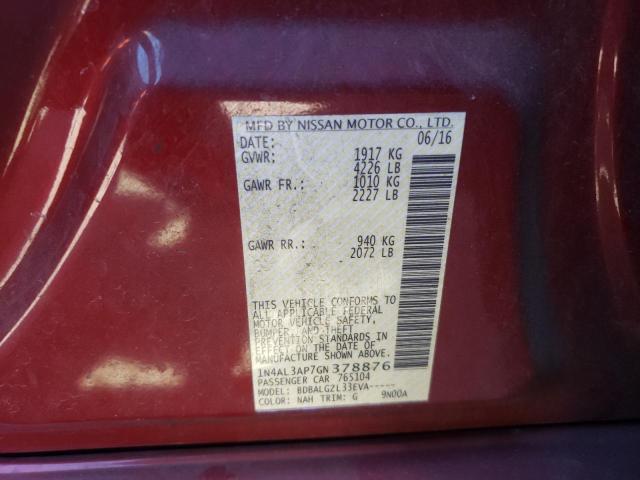 MFD BY NISSAN MOTOR CO., LTD.
DATE: 06/16
GVWR: 1917 KG
4226 LB
GAWR FR.: 1010 KG
2227 LB
GAWR RR.: 940 KG
2072 LB
THIS VEHICLE CONFORMS TO
ALL APPLICABLE FEDERAL
MOTOR VEHICLE SAFETY,
BUMPER, AND THEFT
PREVENTION STANDARDS IN
EFFECT ON THE DATE OF
MANUFACTURE SHOWN ABOVE.
1N4AL3AP7GN378876
PASSENGER CAR 765104
MODEL: BDBALG2L33EVA-----
COLOR: NAH TRIM: G 9N00A